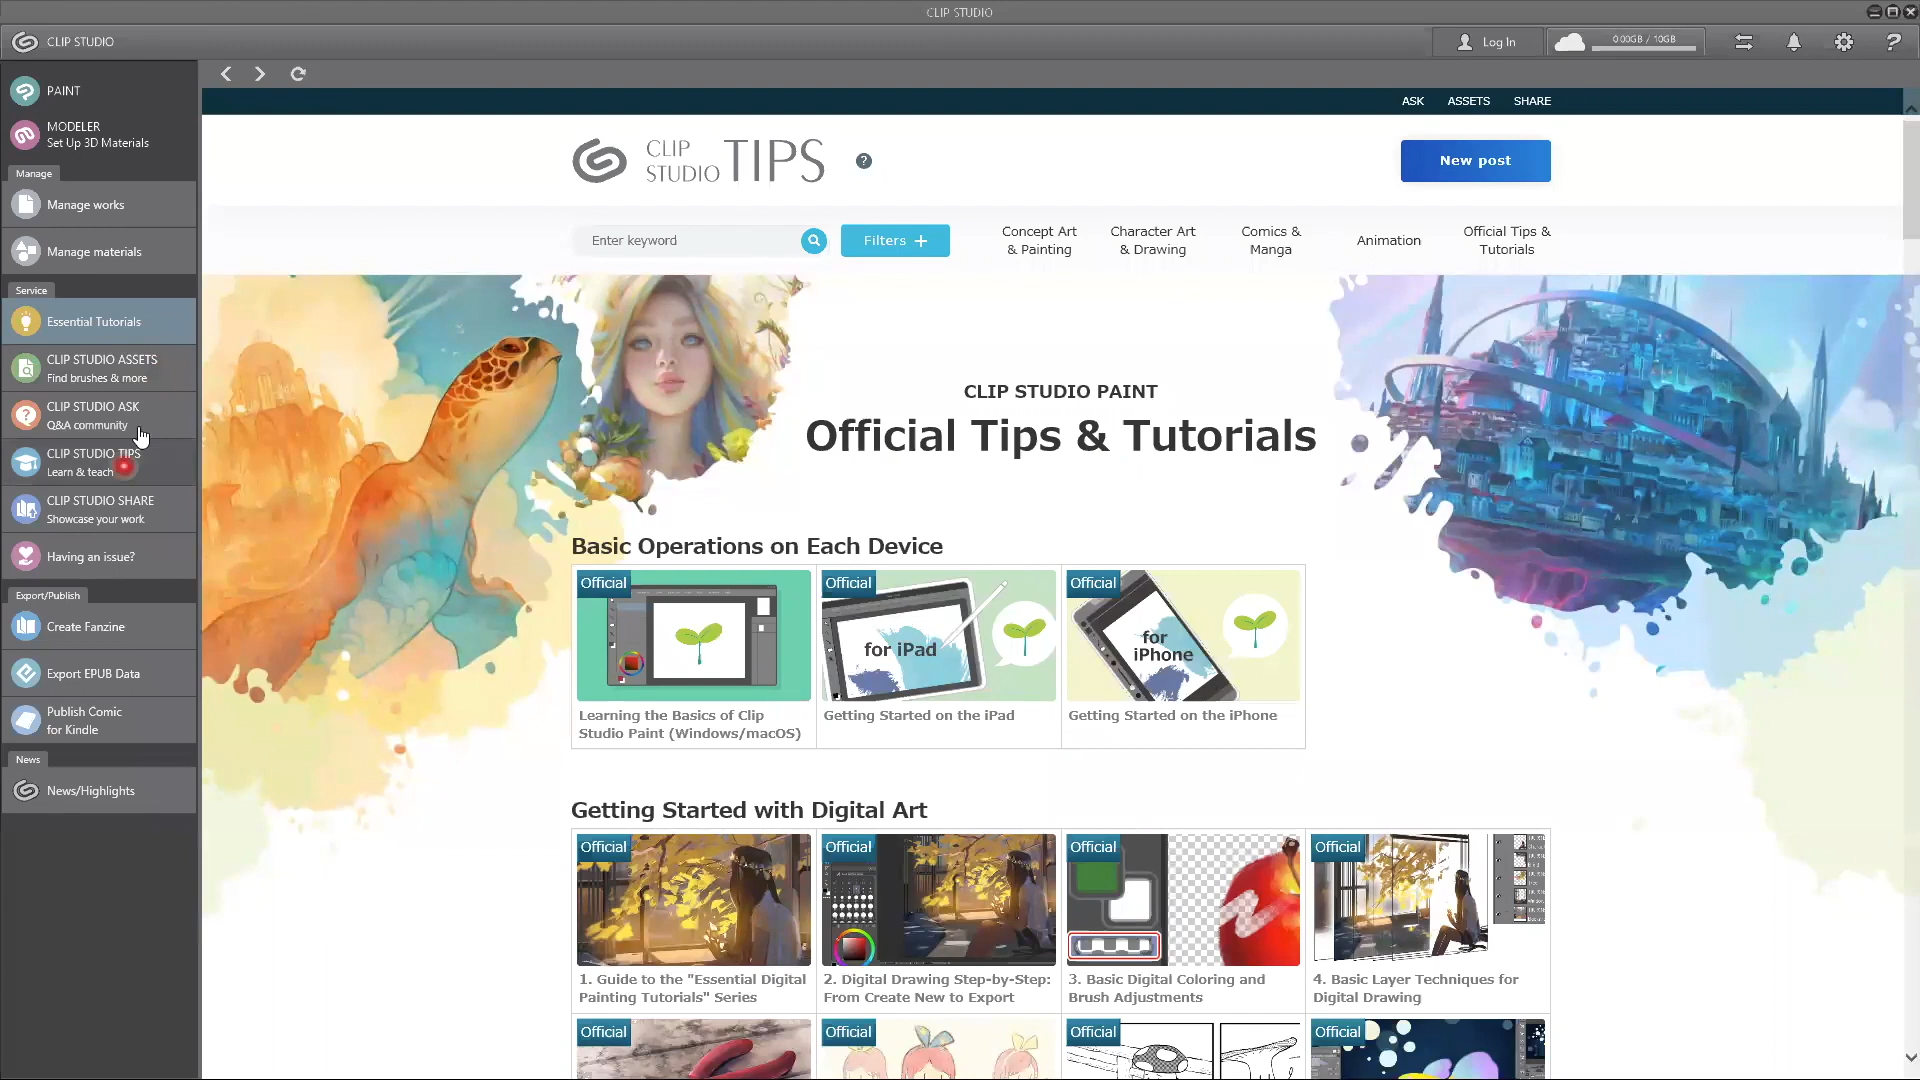 CLIP STUDIO
CLIP STUDIO
Log In
0.00GB / 10GB
PAINT
MODELER
Set Up 3D Materials
Manage
Manage works
Manage materials
Service
Essential Tutorials
CLIP STUDIO ASSETS
Find brushes & more
CLIP STUDIO ASK
Q&A community
CLIP STUDIO TIPS
Learn & teach
CLIP STUDIO SHARE
Showcase your work
Having an issue?
Export/Publish
Create Fanzine
Export EPUB Data
Publish Comic
for Kindle
News
News/Highlights
ASK ASSETS SHARE
CLIP
STUDIO TIPS
?
New post
Enter keyword
Filters +
Concept Art
& Painting
Character Art
& Drawing
Comics &
Manga
Animation
Official Tips &
Tutorials
CLIP STUDIO PAINT
Official Tips & Tutorials
Basic Operations on Each Device
Official
Learning the Basics of Clip
Studio Paint (Windows/macOS)
Official
for iPad
Getting Started on the iPad
Official
for
iPhone
Getting Started on the iPhone
Getting Started with Digital Art
Official
1. Guide to the "Essential Digital
Painting Tutorials" Series
Official
2. Digital Drawing Step-by-Step:
From Create New to Export
Official
3. Basic Digital Coloring and
Brush Adjustments
Official
4. Basic Layer Techniques for
Digital Drawing
Official
Official
Official
Official